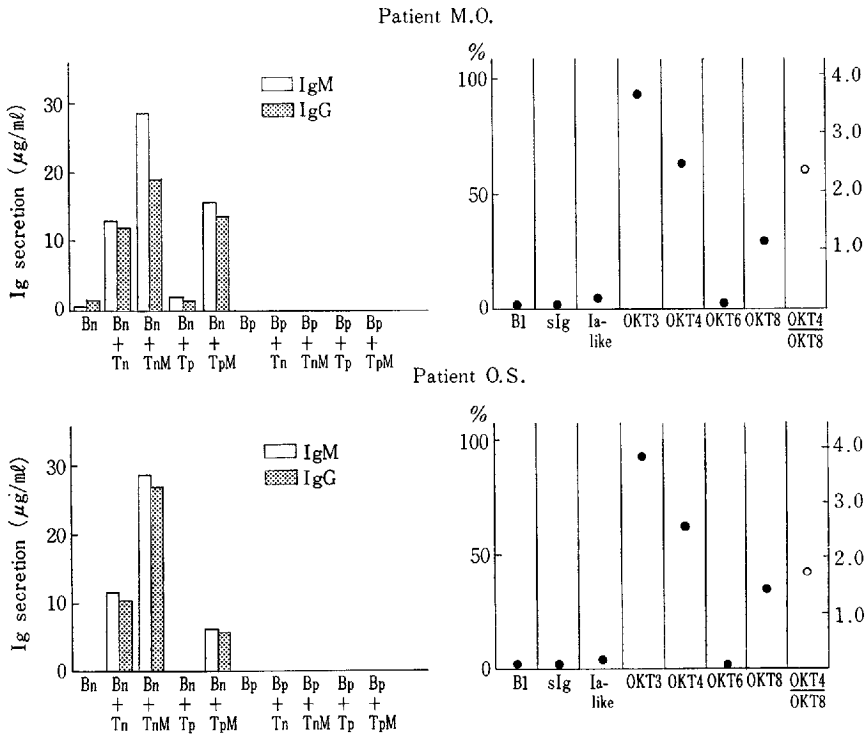 Patient M.O.
Ig secretion (μg/ml)
30
20
10
0
IgM
IgG
Bn
Bn + Tn
Bn + TnM
Bn + Tp
Bn + TpM
Bp
Bp + Tn
Bp + TnM
Bp + Tp
Bp + TpM
%
100
50
0
4.0
3.0
2.0
1.0
B1 sIg Ia-like OKT3 OKT4 OKT6 OKT8 OKT4/OKT8
Patient O.S.
Ig secretion (μg/ml)
30
20
10
0
IgM
IgG
Bn
Bn + Tn
Bn + TnM
Bn + Tp
Bn + TpM
Bp
Bp + Tn
Bp + TnM
Bp + Tp
Bp + TpM
%
100
50
0
4.0
3.0
2.0
1.0
B1 sIg Ia-like OKT3 OKT4 OKT6 OKT8 OKT4/OKT8